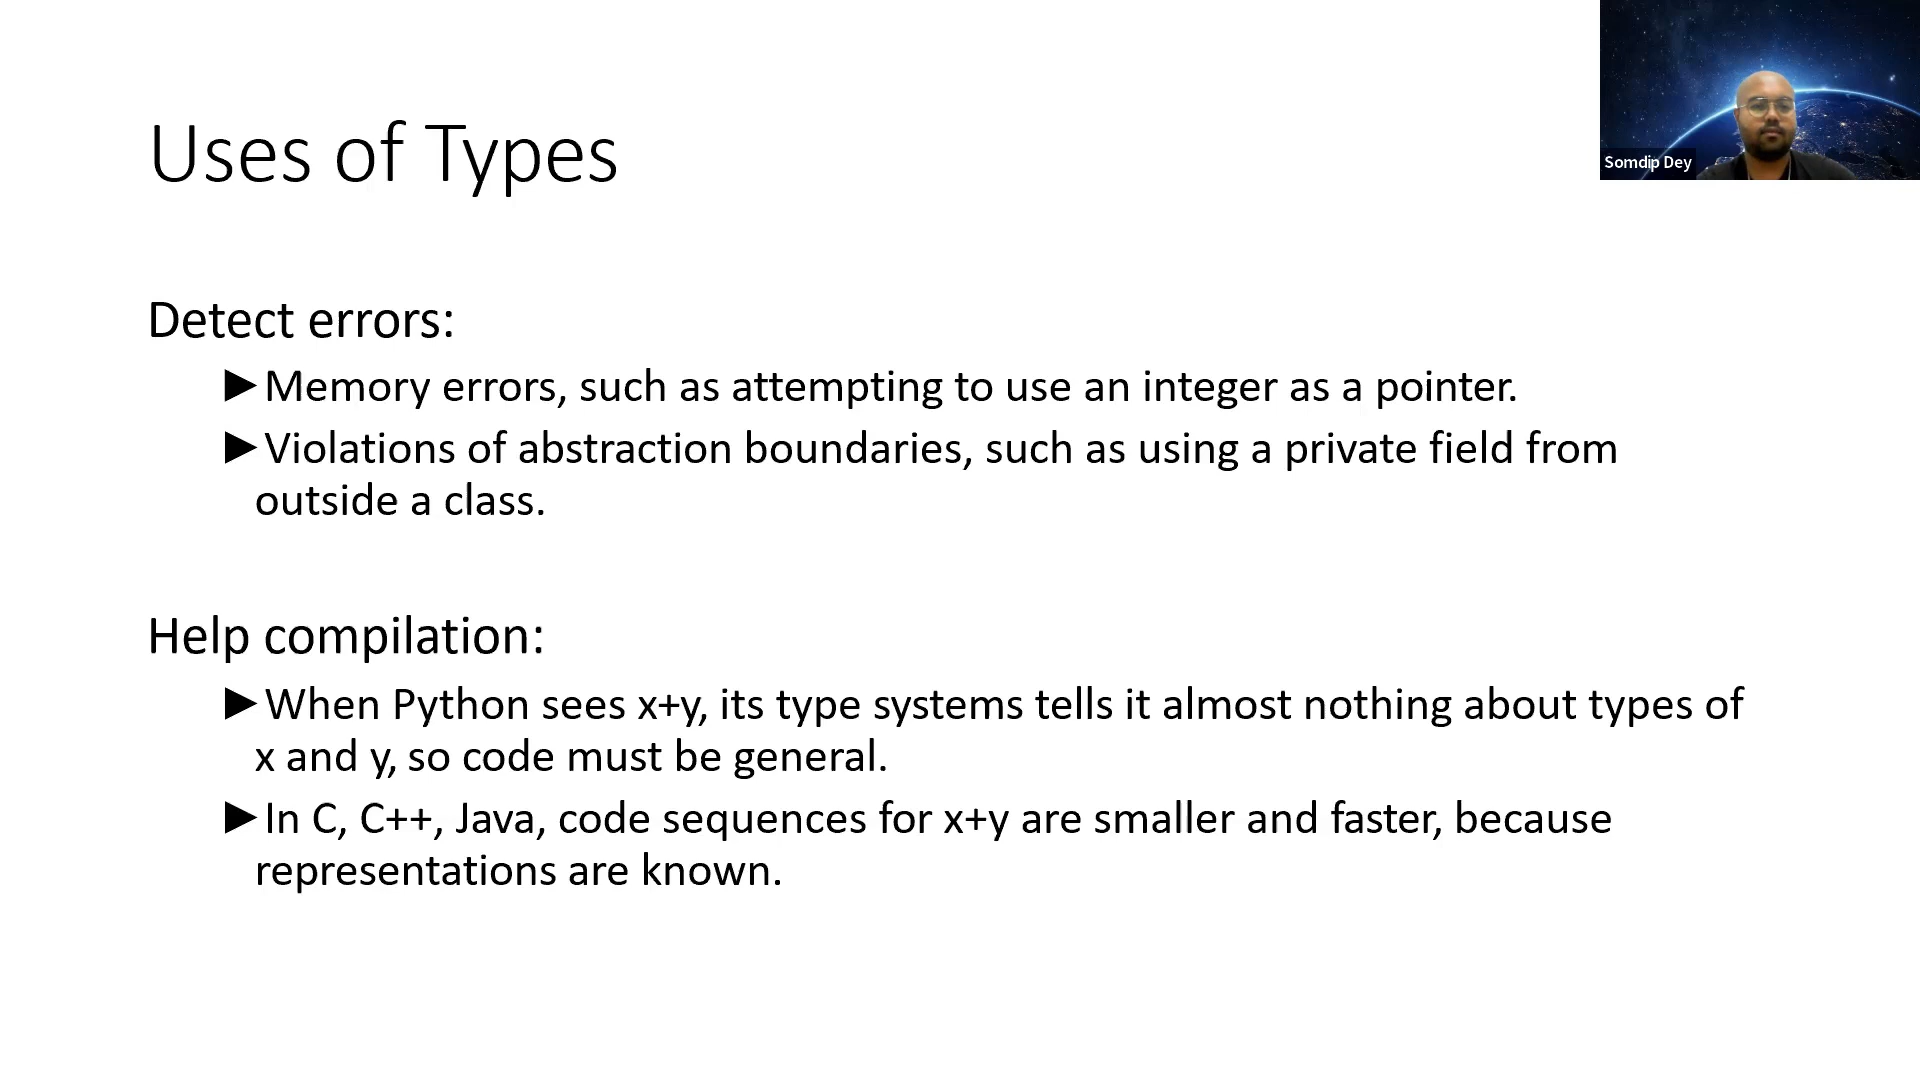 Uses of Types
Somdip Dey
Detect errors:
►Memory errors, such as attempting to use an integer as a pointer.
►Violations of abstraction boundaries, such as using a private field from
outside a class.
Help compilation:
►When Python sees x+y, its type systems tells it almost nothing about types of
x and y, so code must be general.
►In C, C++, Java, code sequences for x+y are smaller and faster, because
representations are known.